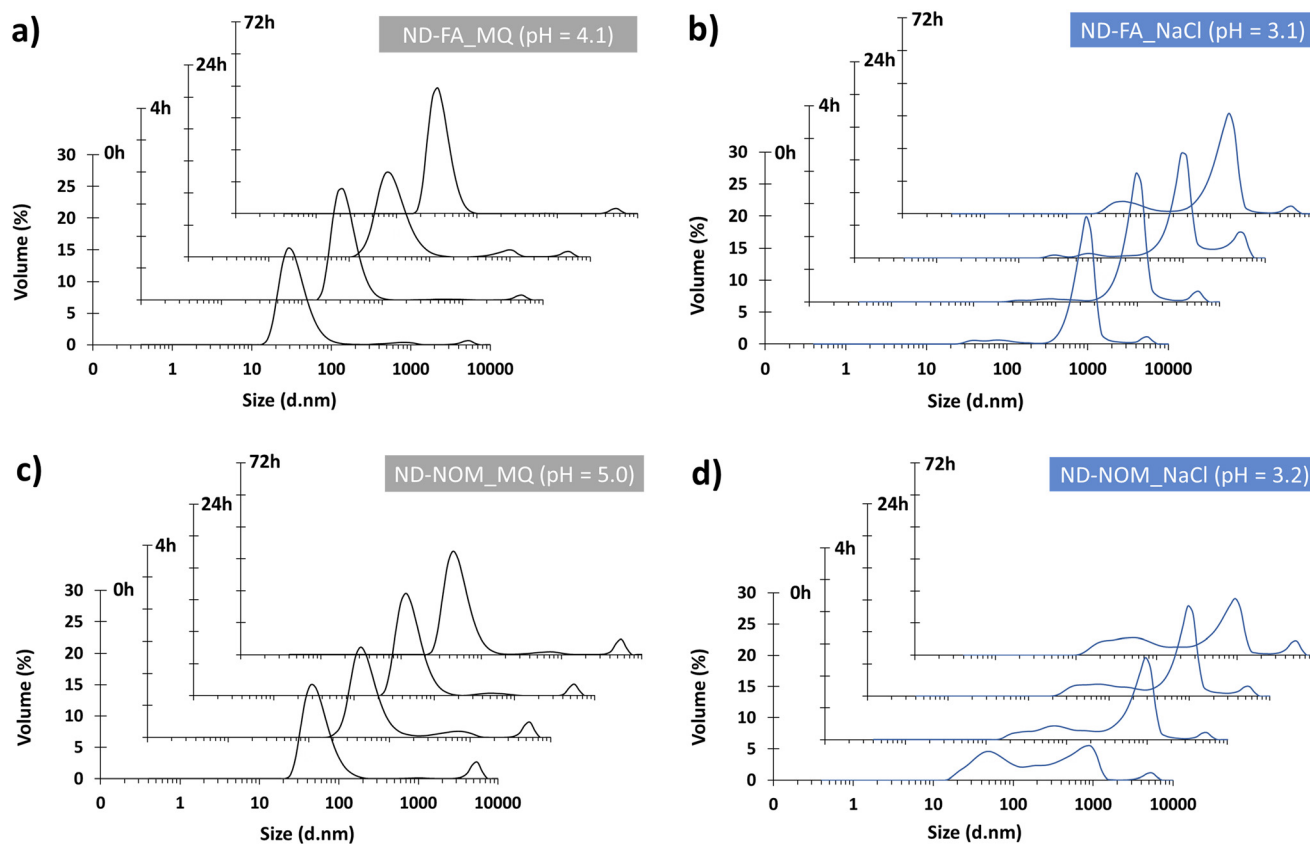 a)
72h
ND-FA_MQ (pH = 4.1)
24h
4h
0h
30
25
20
15
10
5
0
Volume (%)
0 1 10 100 1000 10000
Size (d.nm)
b)
72h
ND-FA_NaCl (pH = 3.1)
24h
4h
0h
30
25
20
15
10
5
0
Volume (%)
0 1 10 100 1000 10000
Size (d.nm)
c)
72h
ND-NOM_MQ (pH = 5.0)
24h
4h
0h
30
25
20
15
10
5
0
Volume (%)
0 1 10 100 1000 10000
Size (d.nm)
d)
72h
ND-NOM_NaCl (pH = 3.2)
24h
4h
0h
30
25
20
15
10
5
0
Volume (%)
0 1 10 100 1000 10000
Size (d.nm)